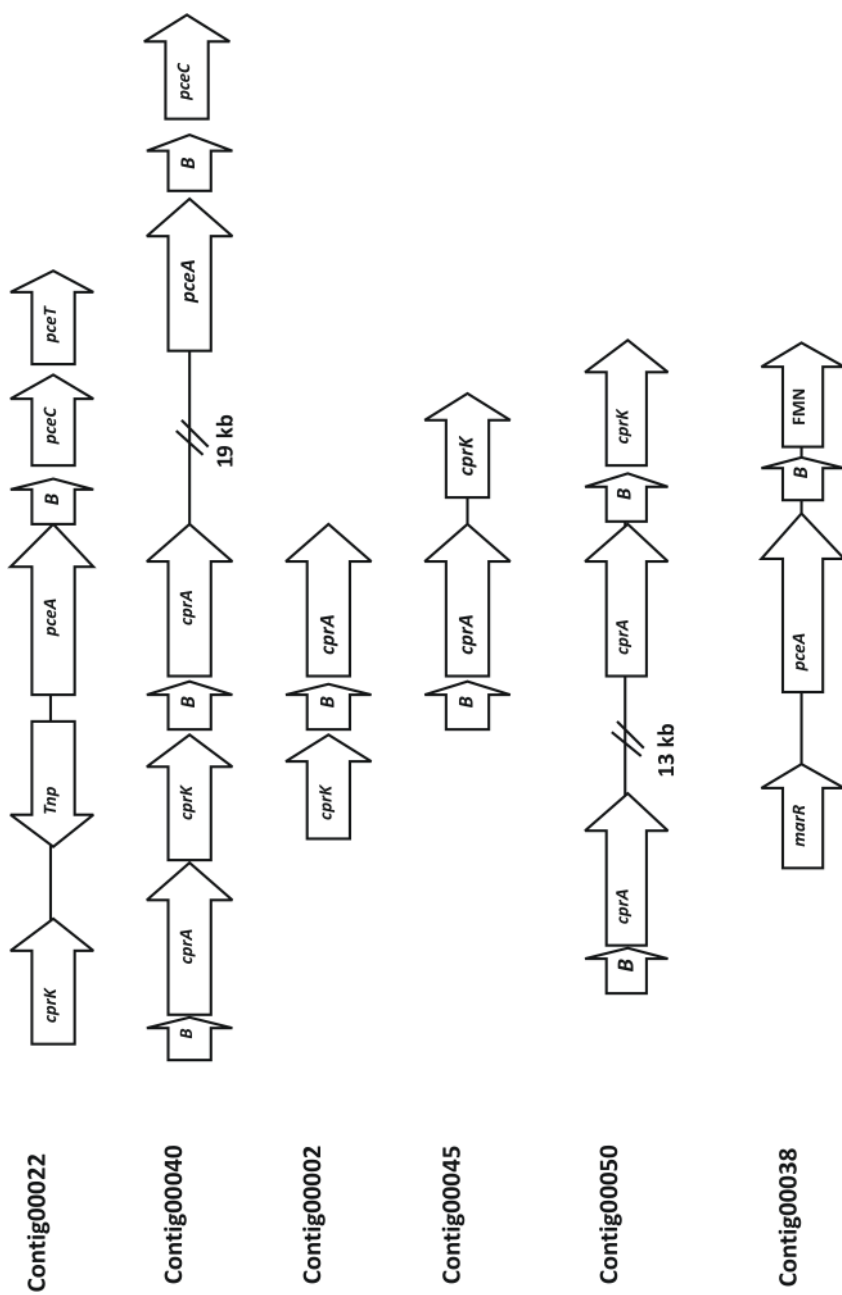 Contig00022
cprK
Tnp
pceA
B
pceC
pceT
Contig00040
B
cprA
cprK
B
cprA
19 kb
pceA
B
pceC
Contig00002
cprK
B
cprA
Contig00045
B
cprA
cprK
Contig00050
B
cprA
13 kb
cprA
B
cprK
Contig00038
marR
pceA
B
FMN